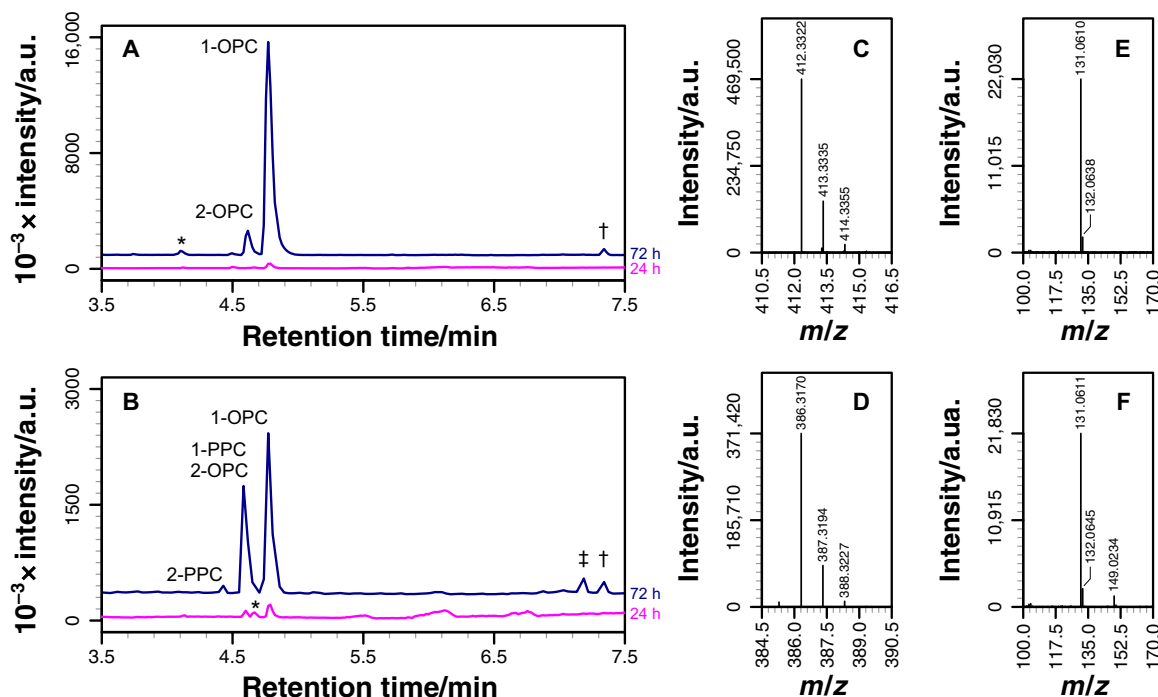 A
10⁻³ × intensity/a.u.
16,000
8000
0
1-OPC
2-OPC
*
†
72 h
24 h
3.5
4.5
5.5
6.5
7.5
Retention time/min
B
10⁻³ × intensity/a.u.
3000
1500
0
1-OPC
1-PPC
2-OPC
2-PPC
*
‡
†
72 h
24 h
3.5
4.5
5.5
6.5
7.5
Retention time/min
C
Intensity/a.u.
469,500
234,750
0
412.3322
413.3335
414.3355
410.5
412.0
413.5
415.0
416.5
m/z
D
Intensity/a.u.
371,420
185,710
0
386.3170
387.3194
388.3227
384.5
386.0
387.5
389.0
390.5
m/z
E
Intensity/a.u.
22,030
11,015
0
131.0610
132.0638
100.0
117.5
135.0
152.5
170.0
m/z
F
Intensity/a.ua.
21,830
10,915
0
131.0611
132.0645
149.0234
100.0
117.5
135.0
152.5
170.0
m/z